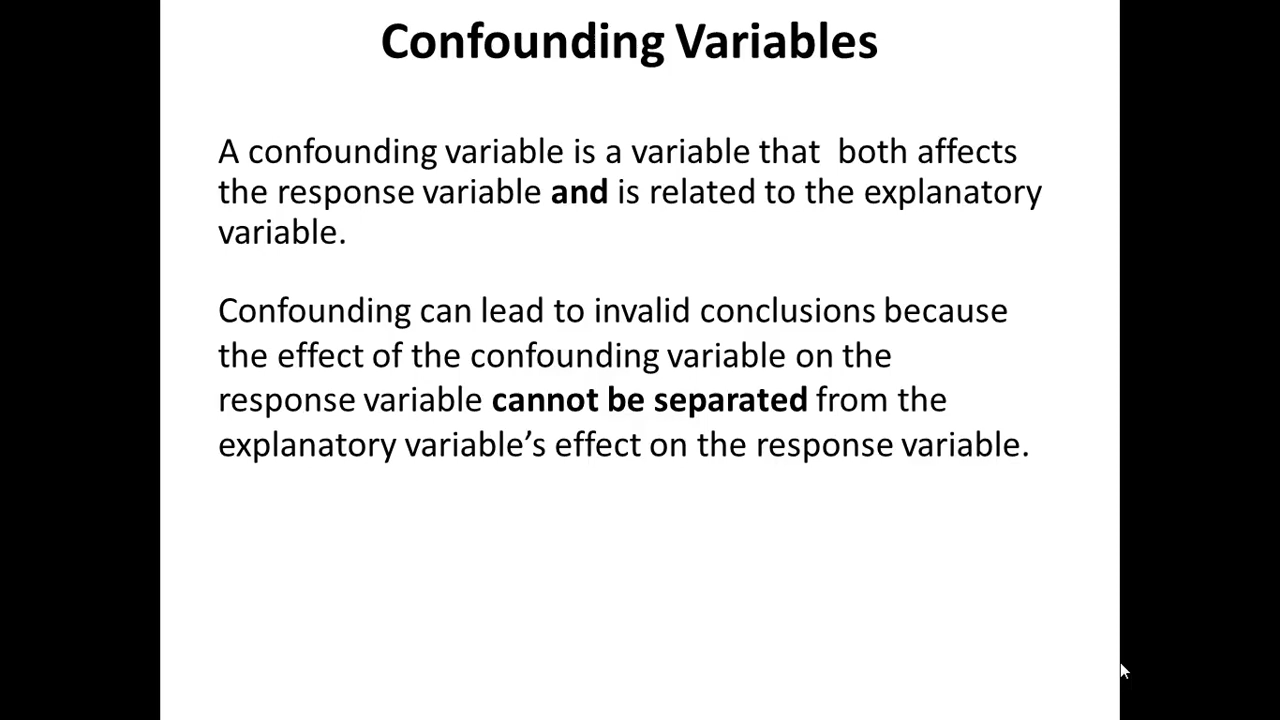 Confounding Variables
A confounding variable is a variable that  both affects
the response variable and is related to the explanatory
variable.
Confounding can lead to invalid conclusions because
the effect of the confounding variable on the
response variable cannot be separated from the
explanatory variable’s effect on the response variable.